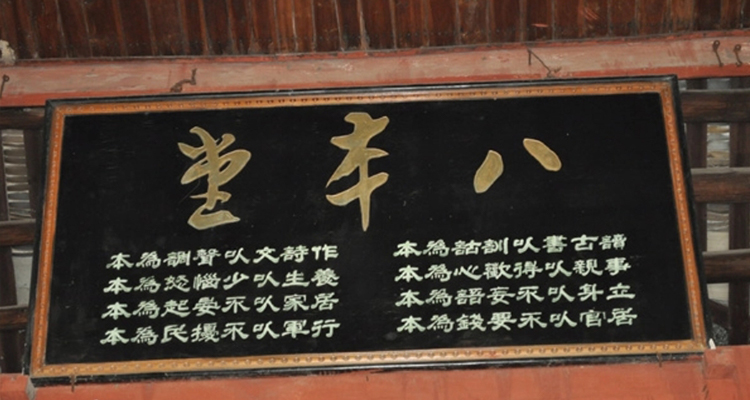 八本堂
讀古書以訓詁為本
事親以得歡心為本
立身以不妄語為本
居官以不要錢為本
作詩文以聲調為本
養生以少惱怒為本
居家以不晏起為本
行軍以不擾民為本